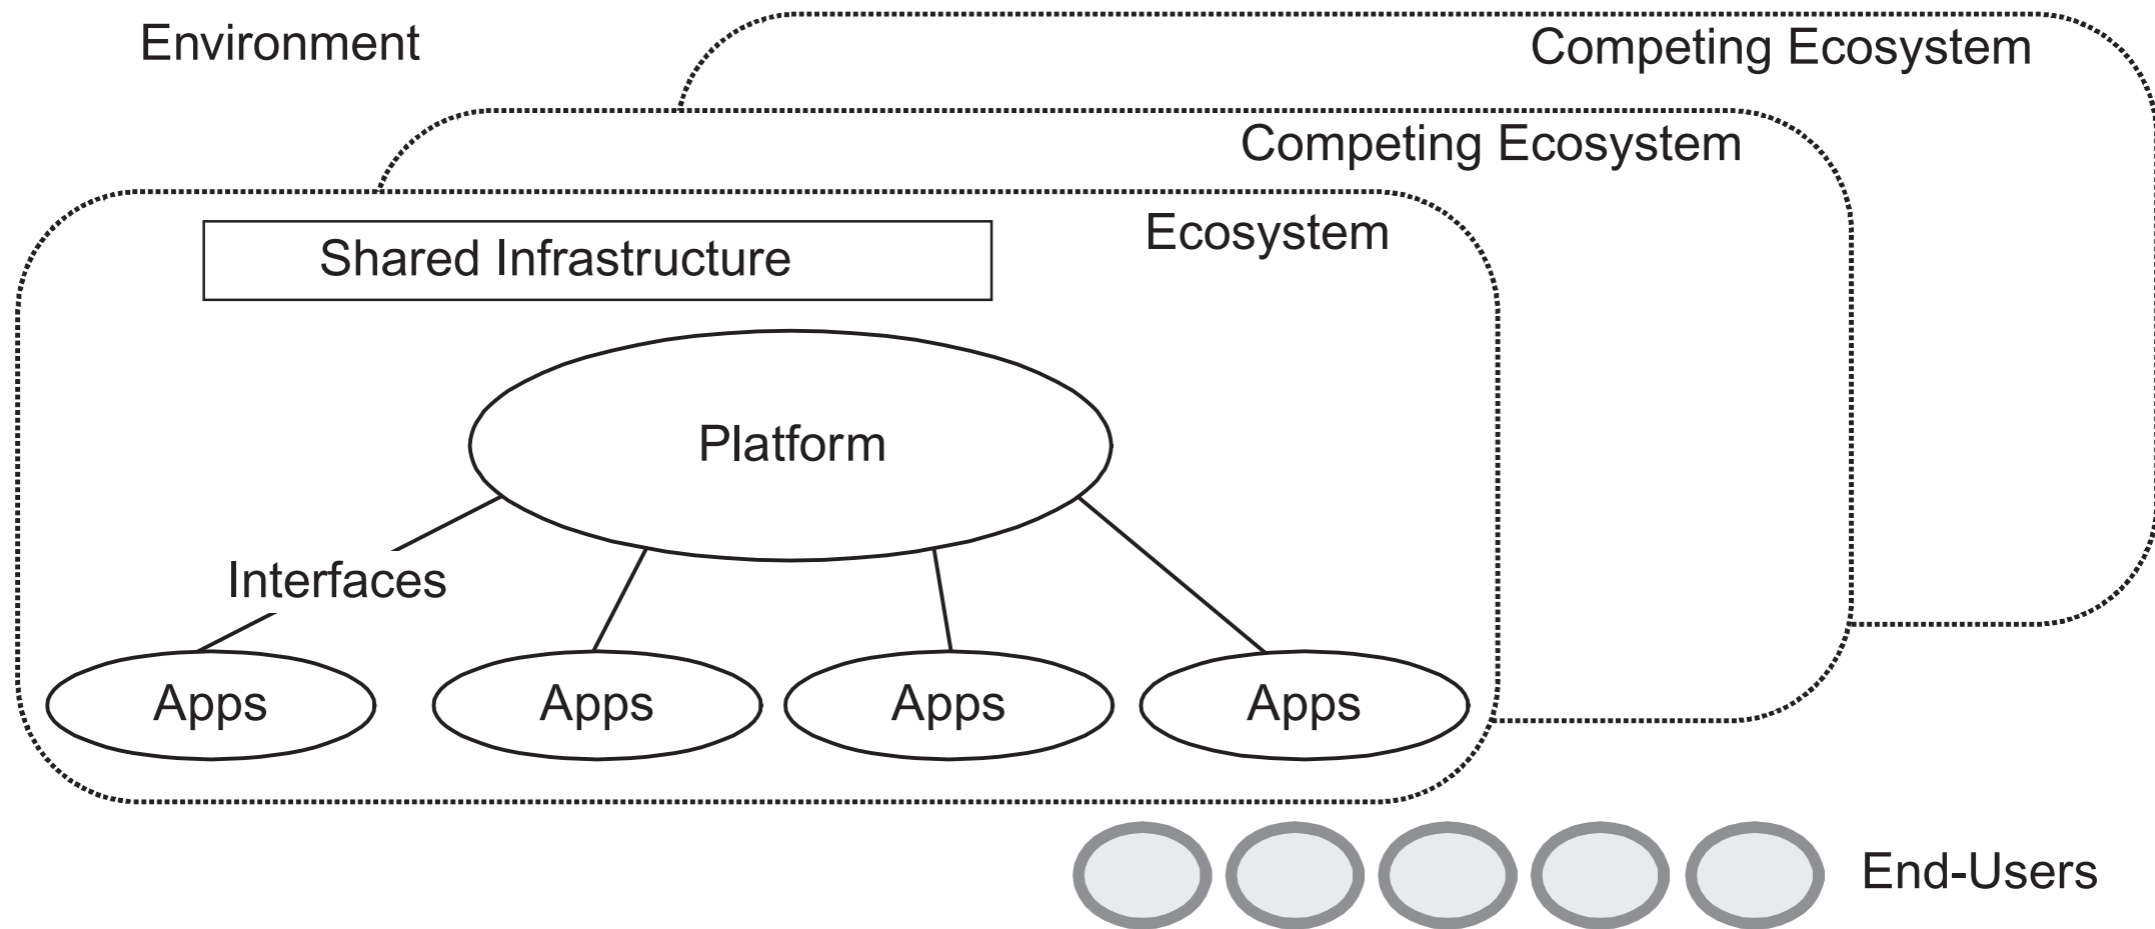 Environment
Competing Ecosystem
Competing Ecosystem
Ecosystem
Shared Infrastructure
Platform
Interfaces
Apps
Apps
Apps
Apps
End-Users